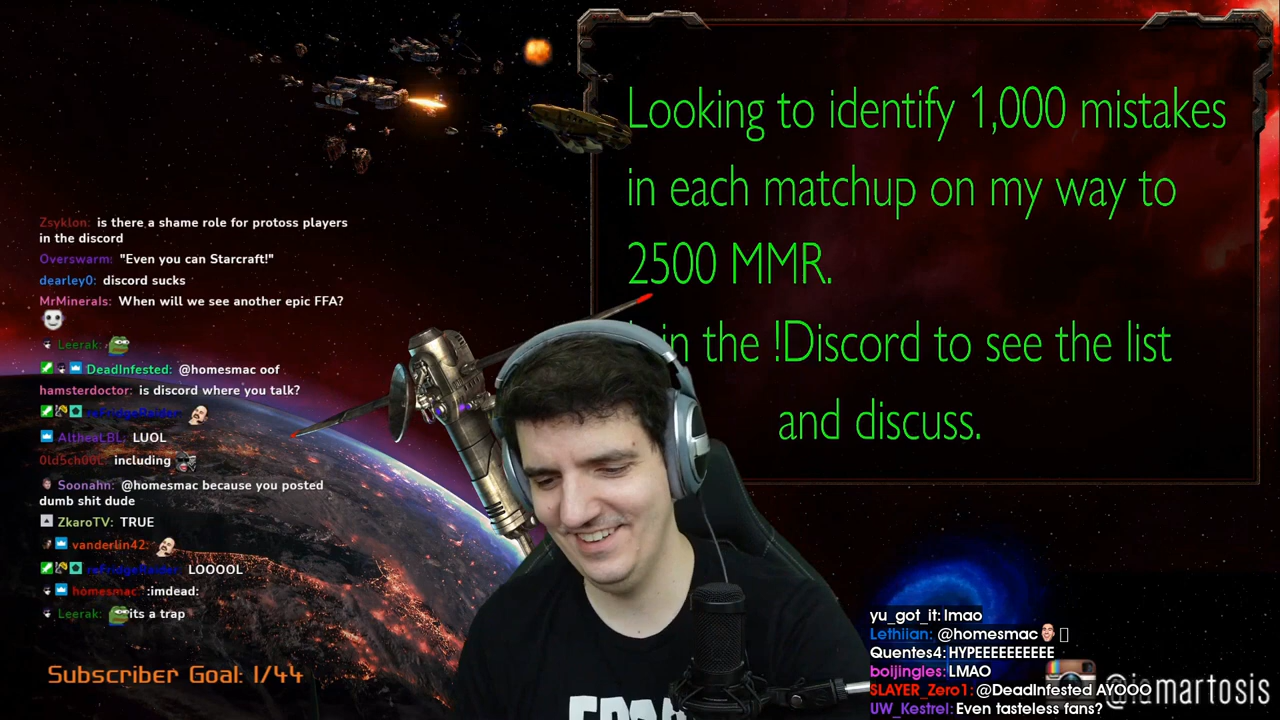 Looking to identify 1,000 mistakes
in each matchup on my way to
2500 MMR.
in the !Discord to see the list
and discuss.
Zsyklon: is there a shame role for protoss players
in the discord
Overswarm: "Even you can Starcraft!"
dearley0: discord sucks
MrMinerals: When will we see another epic FFA?
Leerak:
DeadInfested: @homesmac oof
hamsterdoctor: is discord where you talk?
reFridgeRaider:
AltheaLBL: LUOL
0ld5ch00L: including
Soonahn: @homesmac because you posted
dumb shit dude
ZkaroTV: TRUE
vanderlin42:
reFridgeRaider: LOOOOL
homesmac: :imdead:
Leerak: its a trap
Subscriber Goal: 1/44
yu_got_it: lmao
Lethiian: @homesmac
Quentes4: HYPEEEEEEEEEE
boijingles: LMAO
SLAYER_Zero1: @DeadInfested AYOOO
UW_Kestrel: Even tasteless fans?
@iamartosis